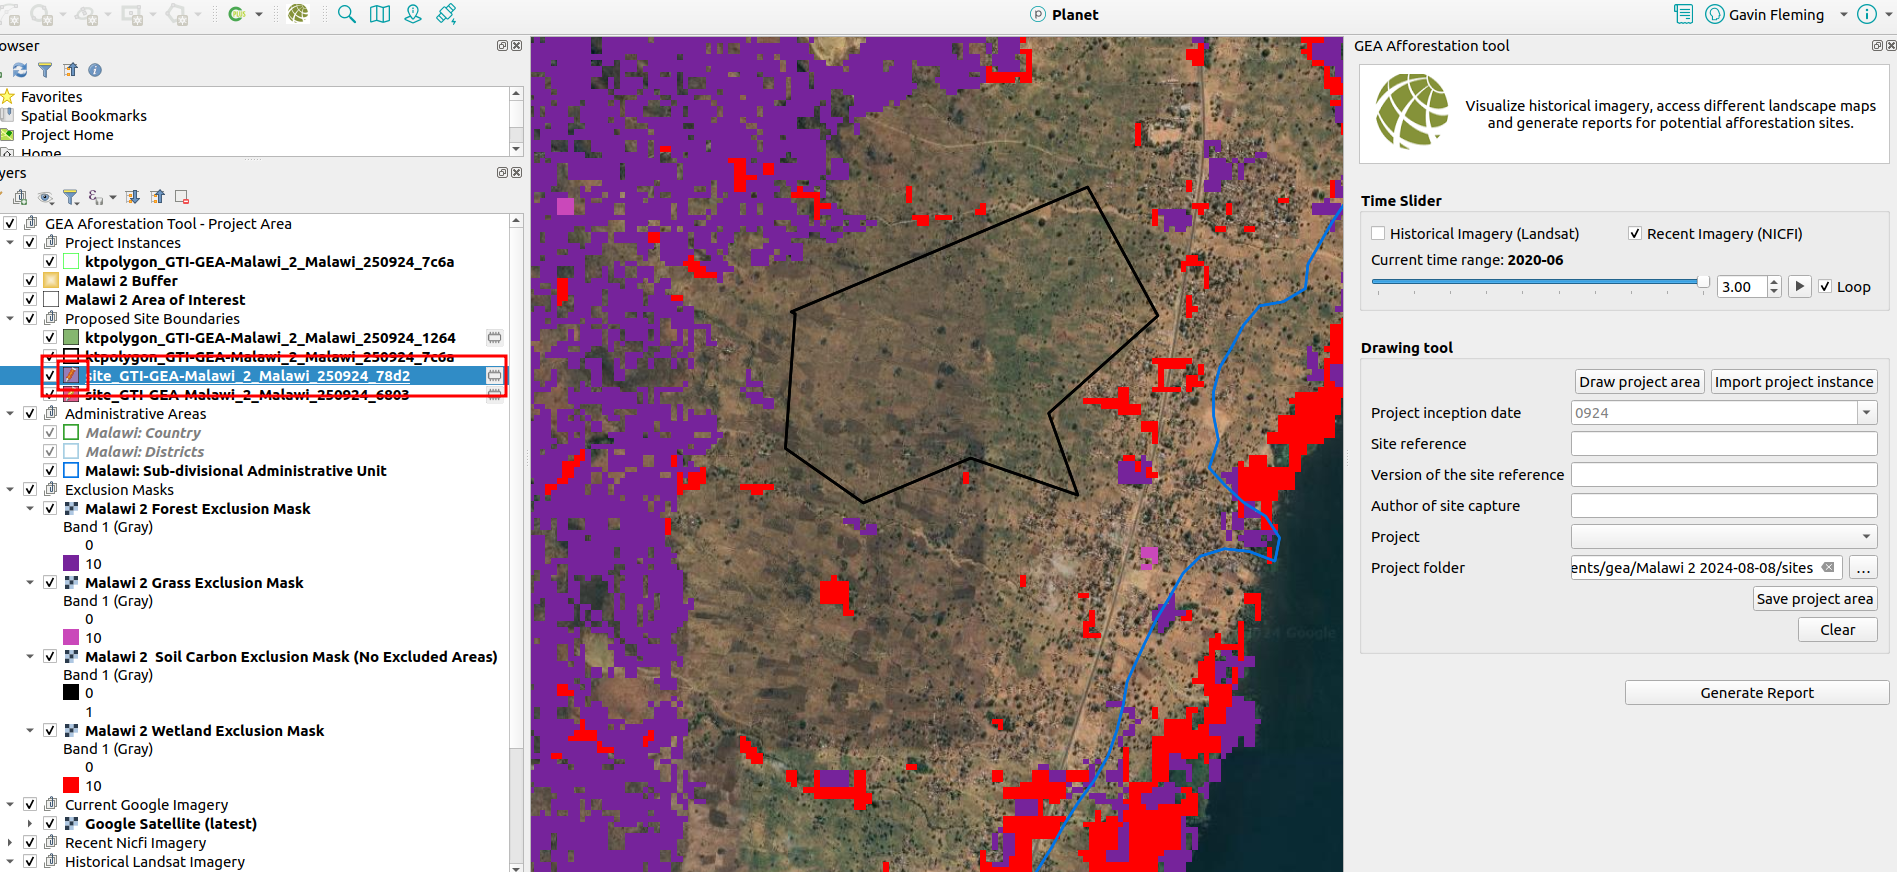 Planet
Gavin Fleming
owser
Favorites
Spatial Bookmarks
Project Home
Home
yers
GEA Aforestation Tool - Project Area
Project Instances
ktpolygon_GTI-GEA-Malawi_2_Malawi_250924_7c6a
Malawi 2 Buffer
Malawi 2 Area of Interest
Proposed Site Boundaries
ktpolygon_GTI-GEA-Malawi_2_Malawi_250924_1264
ktpolygon_GTI-GEA-Malawi_2_Malawi_250924_7c6a
site_GTI-GEA-Malawi_2_Malawi_250924_78d2
site_GTI-GEA-Malawi_2_Malawi_250924_6803
Administrative Areas
Malawi: Country
Malawi: Districts
Malawi: Sub-divisional Administrative Unit
Exclusion Masks
Malawi 2 Forest Exclusion Mask
Band 1 (Gray)
0
10
Malawi 2 Grass Exclusion Mask
Band 1 (Gray)
0
10
Malawi 2 Soil Carbon Exclusion Mask (No Excluded Areas)
Band 1 (Gray)
0
1
Malawi 2 Wetland Exclusion Mask
Band 1 (Gray)
0
10
Current Google Imagery
Google Satellite (latest)
Recent Nicfi Imagery
Historical Landsat Imagery
GEA Afforestation tool
Visualize historical imagery, access different landscape maps
and generate reports for potential afforestation sites.
Time Slider
Historical Imagery (Landsat) Recent Imagery (NICFI)
Current time range: 2020-06
3.00 Loop
Drawing tool
Draw project area Import project instance
Project inception date 0924
Site reference
Version of the site reference
Author of site capture
Project
Project folder ents/gea/Malawi 2 2024-08-08/sites ...
Save project area
Clear
Generate Report